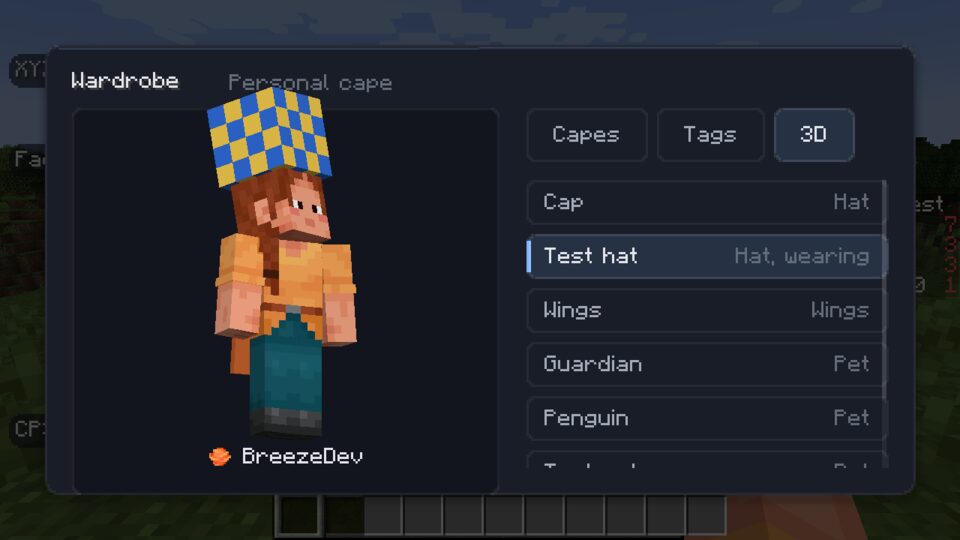 Wardrobe
Personal cape
Capes
Tags
3D
Cap
Hat
Test hat
Hat, wearing
Wings
Wings
Guardian
Pet
Penguin
Pet
BreezeDev